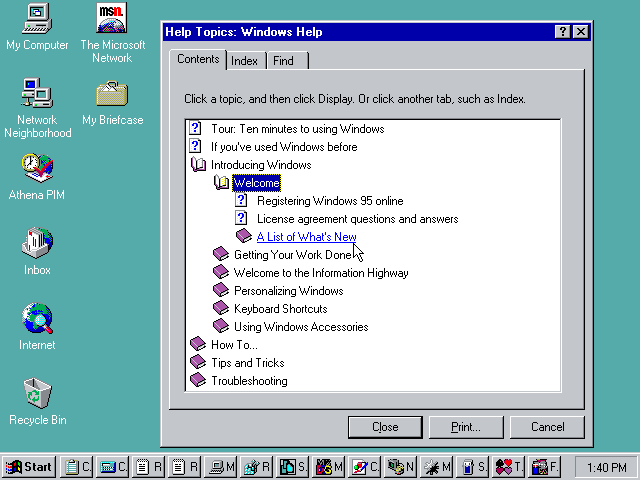 My Computer
msn.
The Microsoft
Network
Network
Neighborhood
My Briefcase
Athena PIM
Inbox
Internet
Recycle Bin
Help Topics: Windows Help
Contents
Index
Find
Click a topic, and then click Display. Or click another tab, such as Index.
Tour: Ten minutes to using Windows
If you've used Windows before
Introducing Windows
Welcome
Registering Windows 95 online
License agreement questions and answers
A List of What's New
Getting Your Work Done
Welcome to the Information Highway
Personalizing Windows
Keyboard Shortcuts
Using Windows Accessories
How To...
Tips and Tricks
Troubleshooting
Close
Print...
Cancel
Start
C.
C.
R
R
M
R
S.
M
C.
N
M
S.
T.
F.
1:40 PM